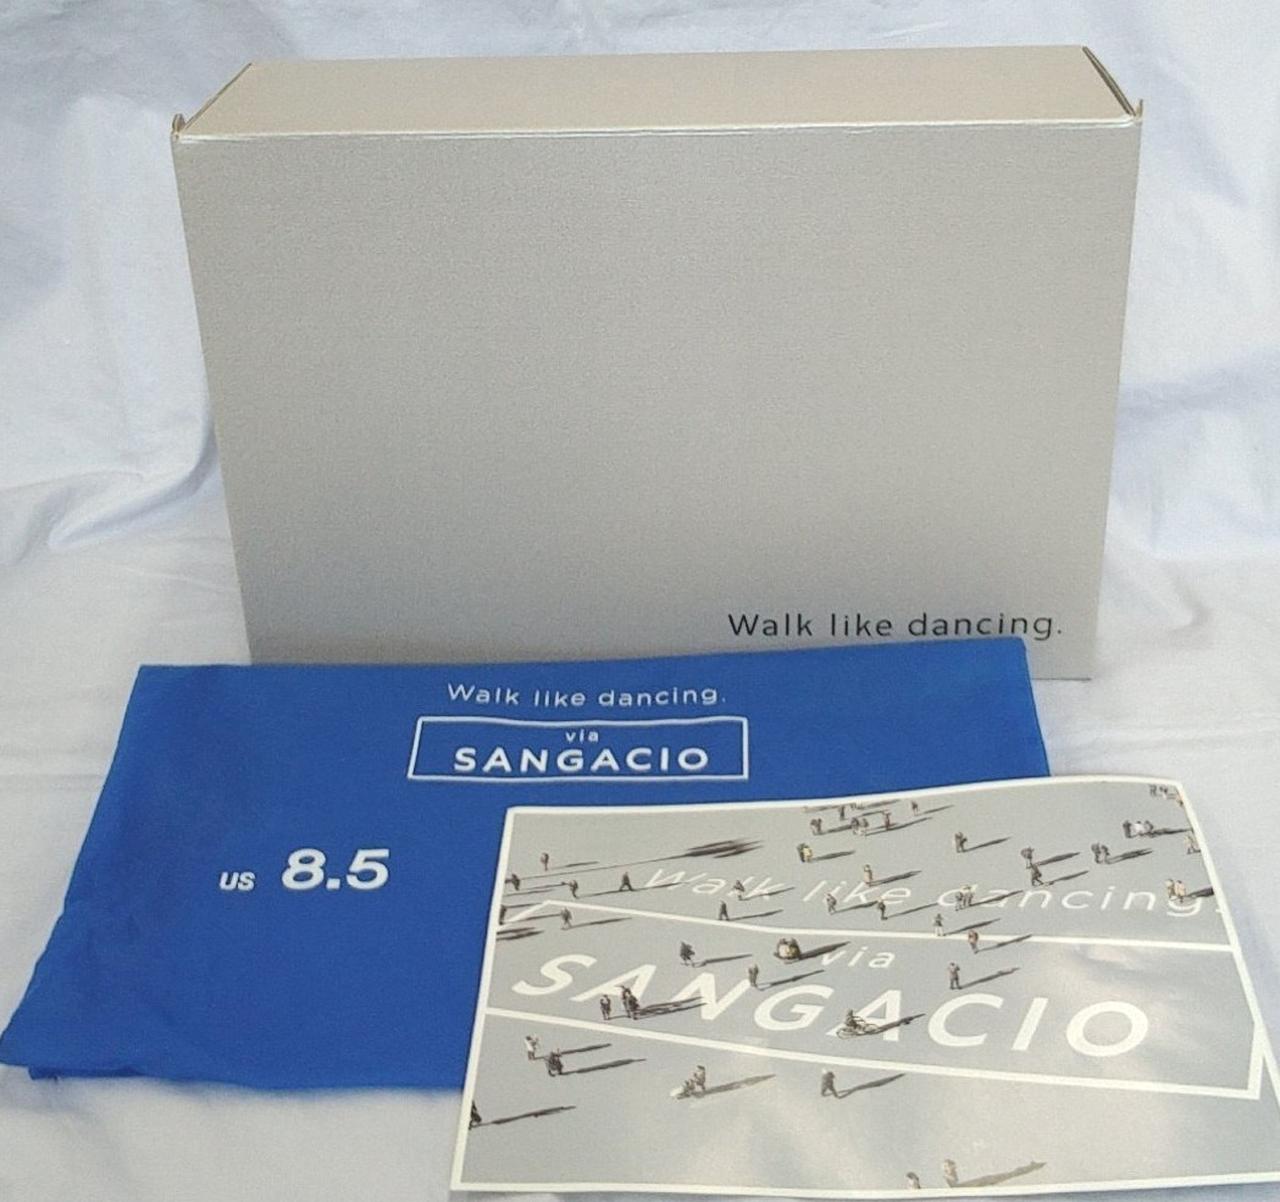 Walk like dancing.
Walk like dancing.
via
SANGACIO
US 8.5
Walk like dancing.
via
SANGACIO